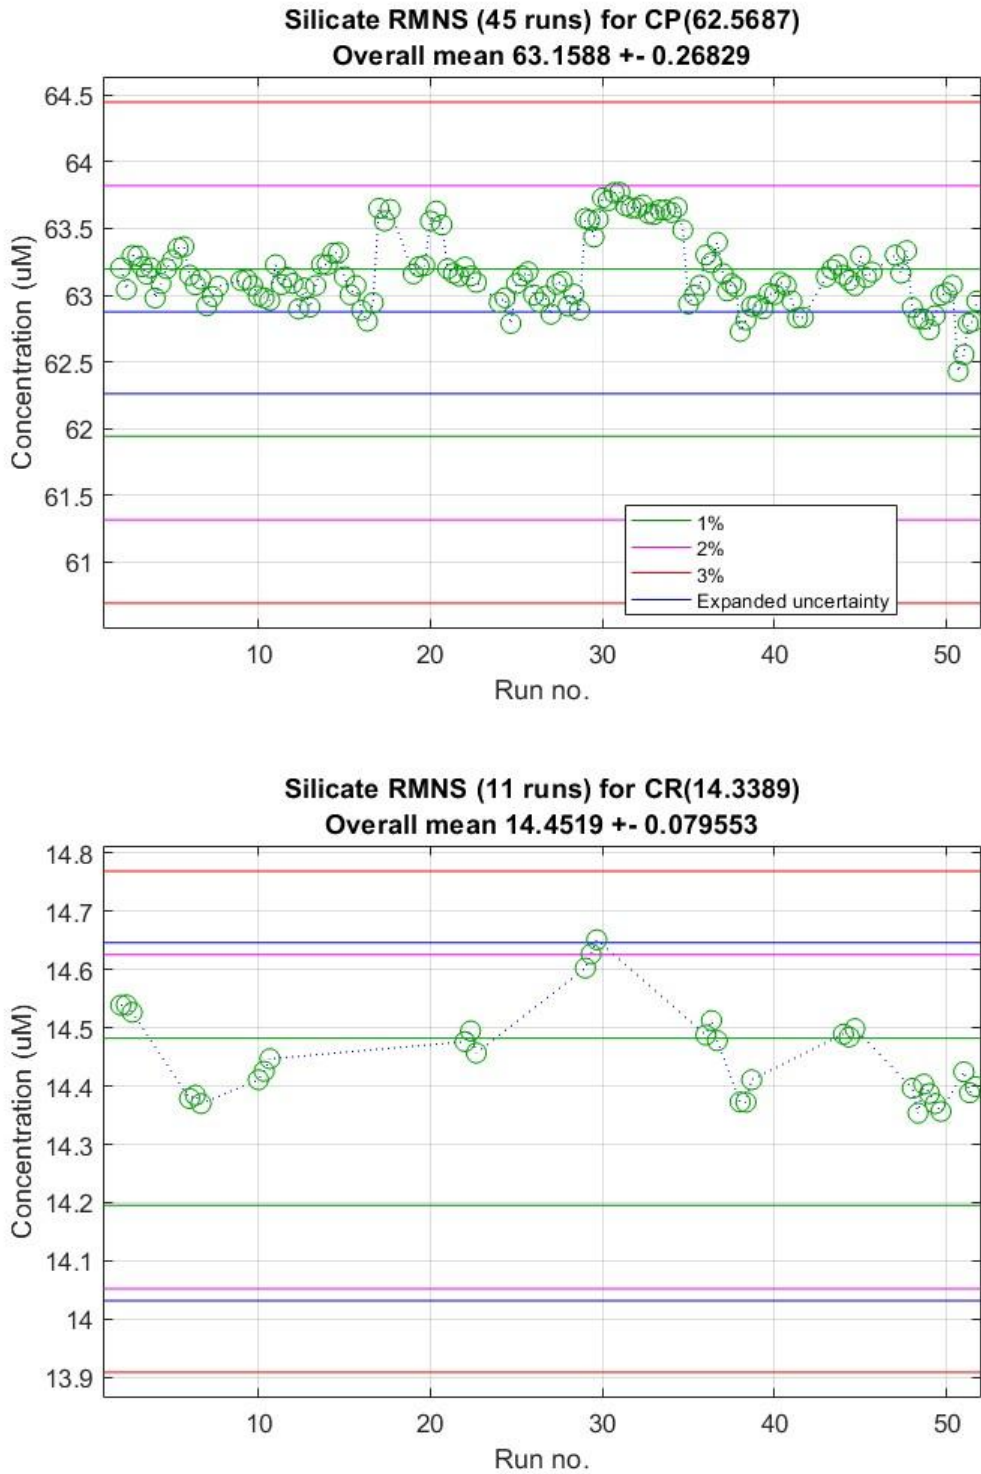 Silicate RMNS (45 runs) for CP(62.5687)
Overall mean 63.1588 +- 0.26829
64.5
64
63.5
63
62.5
62
61.5
61
Concentration (uM)
1%
2%
3%
Expanded uncertainty
10 20 30 40 50
Run no.
Silicate RMNS (11 runs) for CR(14.3389)
Overall mean 14.4519 +- 0.079553
14.8
14.7
14.6
14.5
14.4
14.3
14.2
14.1
14
13.9
Concentration (uM)
10 20 30 40 50
Run no.